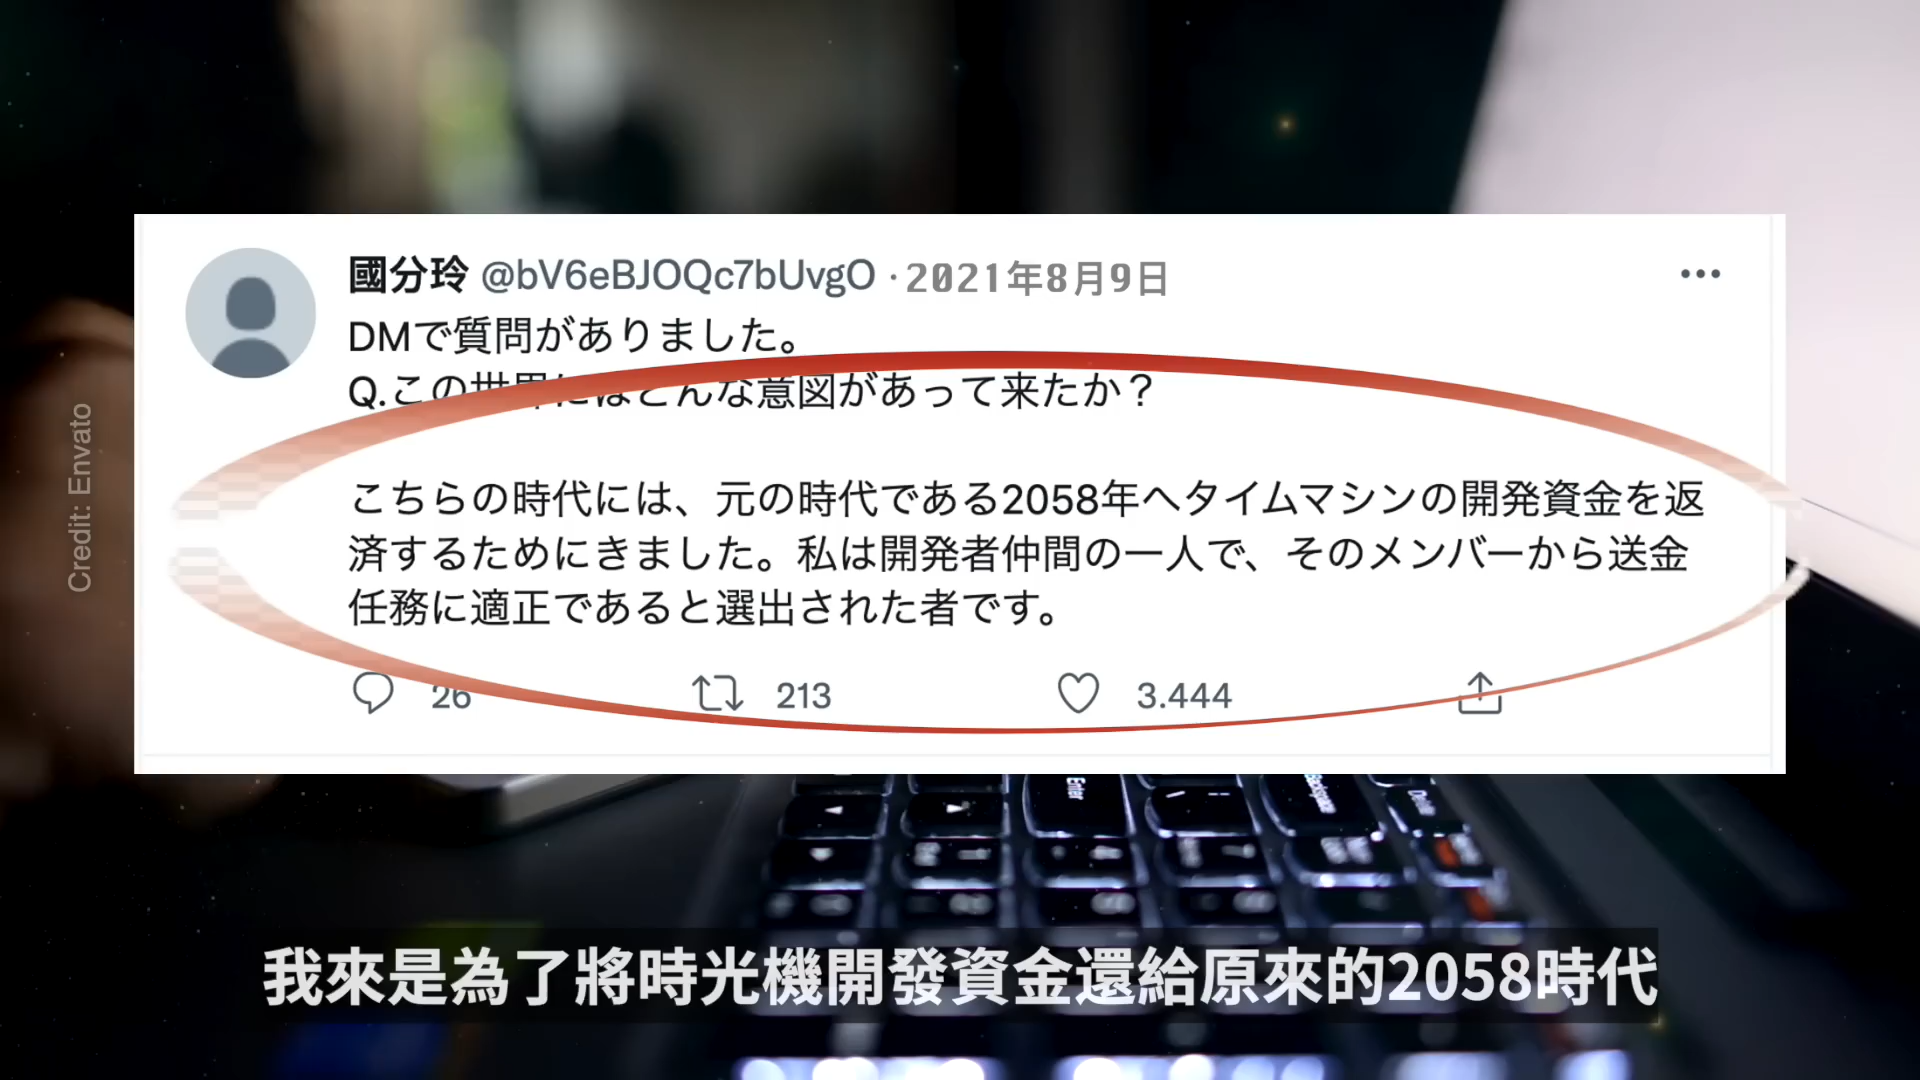 國分玲 @bV6eBJOQc7bUvgO · 2021年8月9日
DMで質問がありました。
Q.この世界にはどんな意図があって来たか？
こちらの時代には、元の時代である2058年へタイムマシンの開発資金を返
済するためにきました。私は開発者仲間の一人で、そのメンバーから送金
任務に適正であると選出された者です。
26 213 3.444
Credit: Envato
Enter
Backspace
Delete
我來是為了將時光機開發資金還給原來的2058時代